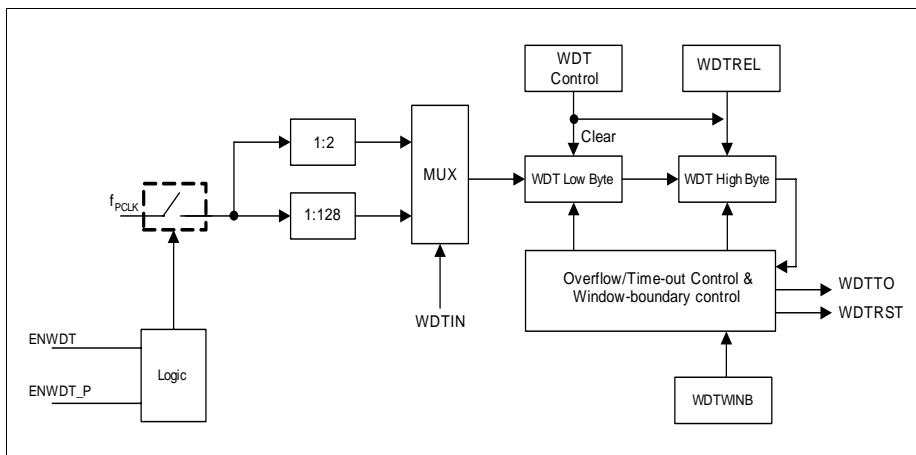 WDT
Control
WDTREL
1:2
Clear
MUX
WDT Low Byte
WDT High Byte
fPCLK
1:128
Overflow/Time-out Control &
Window-boundary control
WDTTO
WDTRST
WDTIN
ENWDT
Logic
ENWDT_P
WDTWINB